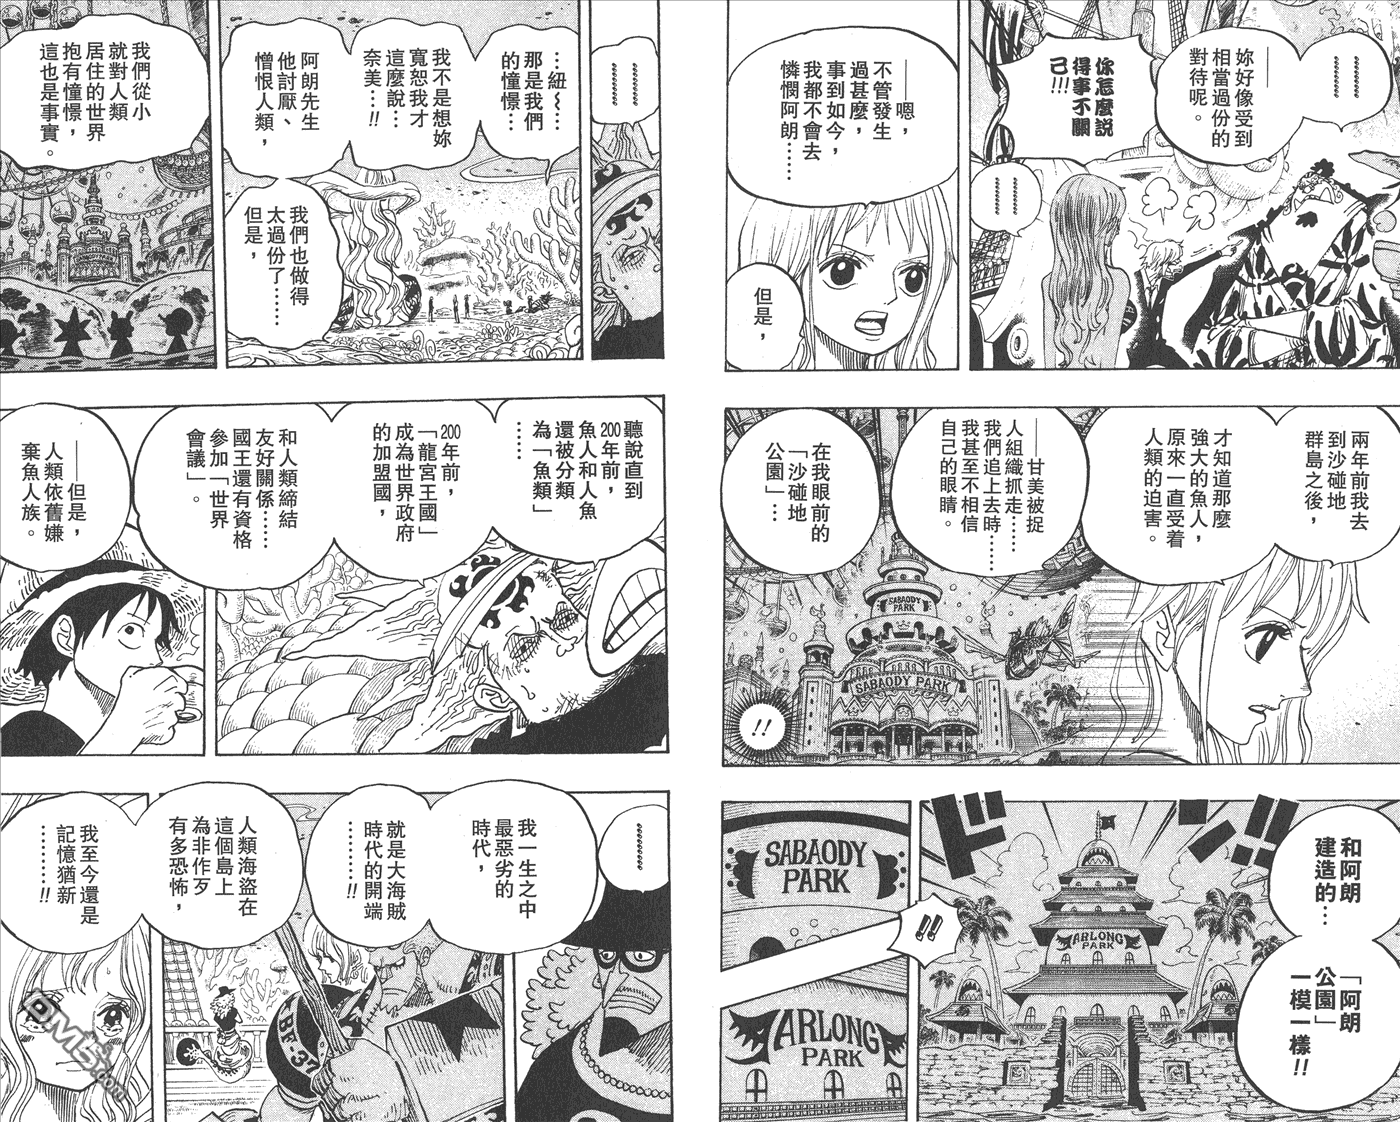 …………
——
妳好像受到
相當過份的
對待呢。
你怎麼說
得事不關
己!!!
…………
——嗯，
不管發生
過甚麼，
事到如今，
我都不會去
憐憫阿朗……
但是，
兩年前我去
到沙碰地
群島之後，
才知道那麼
強大的魚人，
原來一直受着
人類的迫害。
——甘美被捉
人組織抓走……
我們追上去時……
我甚至不相信
自己的眼睛。
在我眼前的
「沙碰地
公園」…
SABAODY
PARK
SABAODY PARK
!!
和阿朗
建造的…
「阿朗
公園」
一模一樣!!
ドン!!
ARLONG
PARK
SABAODY
PARK
!!
ARLONG
PARK
…………
…紐～……
那是我們
的憧憬…
我不是想妳
寬恕我才
這麼說…
奈美…!!
阿朗先生
他討厭、
憎恨人類，
我們也做得
太過份了……
但是，
我們從小
就對人類
居住的世界
抱有憧憬，
這也是事實。
聽說直到
200年前，
魚人和人魚
還被分類
為「魚類」
……
200年前，
「龍宮王國」
成為世界政府
的加盟國，
和人類締結
友好關係……
國王還有資格
參加「世界
會議」。
——但是，
人類依舊嫌
棄魚人族。
…………
我一生之中
最惡劣的
時代，
就是大海賊
時代的開端
…………!!
人類海盜在
這個島上
為非作歹
有多恐怖，
我至今還是
記憶猶新
…………!!
BF-37
DM5.com